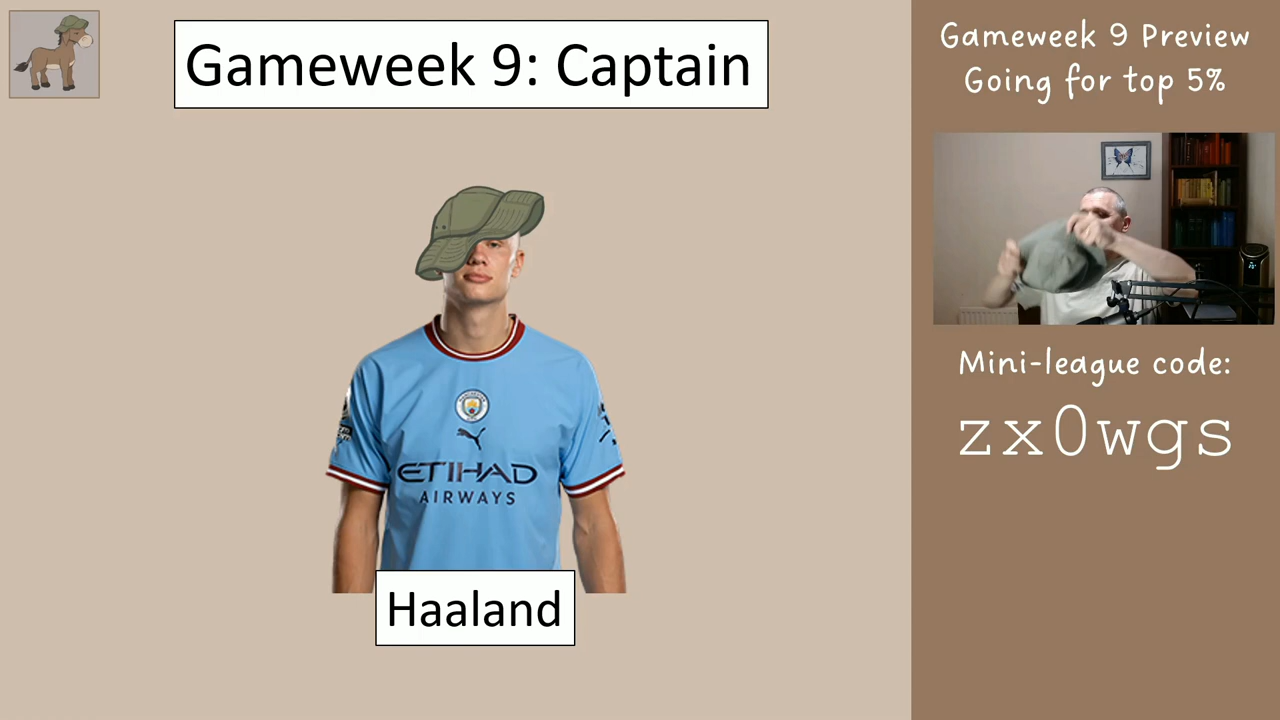 Gameweek 9: Captain
Gameweek 9 Preview
Going for top 5%
Mini-league code:
zx0wgs
ETIHAD
AIRWAYS
Haaland